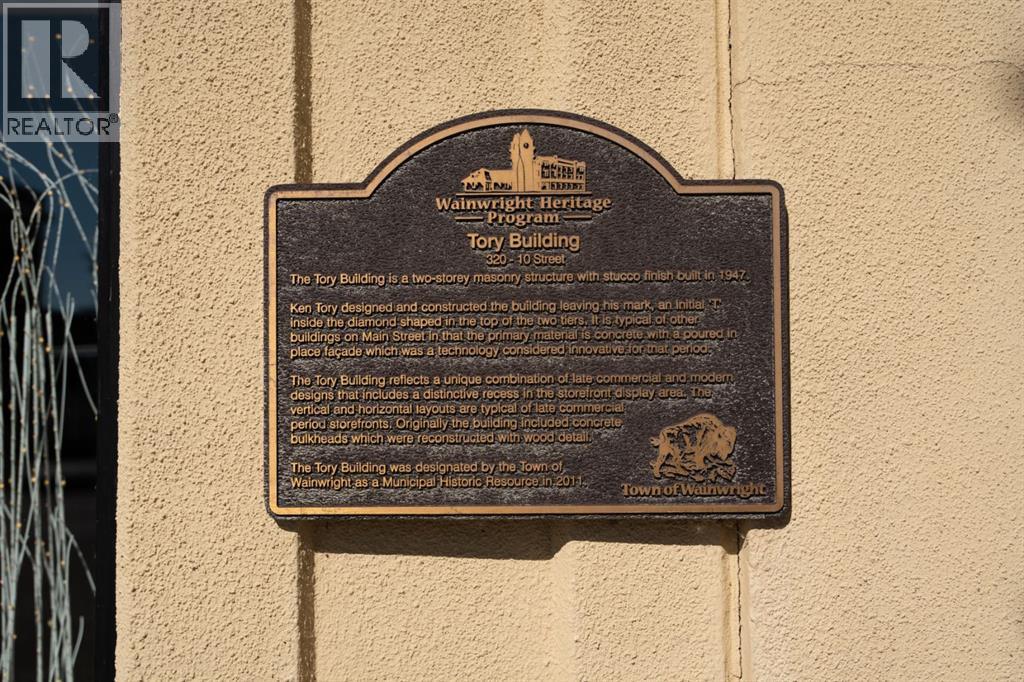 REALTOR®
Wainwright Heritage
Program
Tory Building
320 - 10 Street
The Tory Building is a two-storey masonry structure with stucco finish built in 1947.
Ken Tory designed and constructed the building leaving his mark, an initial 'T'
inside the diamond shaped in the top of the two tiers. It is typical of other
buildings on Main Street in that the primary material is concrete with a poured in
place façade which was a technology considered innovative for that period.
The Tory Building reflects a unique combination of late commercial and modern
designs that includes a distinctive recess in the storefront display area. The
vertical and horizontal layouts are typical of late commercial
period storefronts. Originally the building included concrete
bulkheads which were reconstructed with wood detail.
The Tory Building was designated by the Town of
Wainwright as a Municipal Historic Resource in 2011.
Town of Wainwright